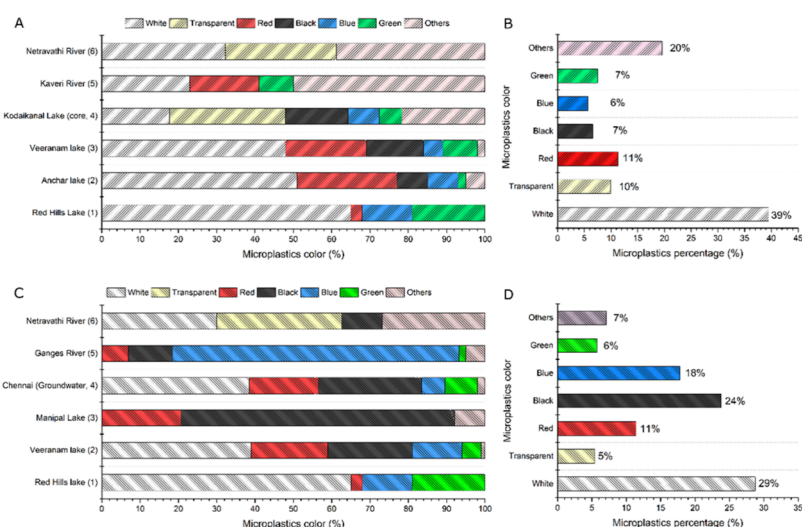 A
White Transparent Red Black Blue Green Others
Netravathi River (6)
Kaveri River (5)
Kodaikanal Lake (core, 4)
Veeranam lake (3)
Anchar lake (2)
Red Hills Lake (1)
0 10 20 30 40 50 60 70 80 90 100
Microplastics color (%)
B
Microplastics color
Others 20%
Green 7%
Blue 6%
Black 7%
Red 11%
Transparent 10%
White 39%
0 5 10 15 20 25 30 35 40 45
Microplastics percentage (%)
C
White Transparent Red Black Blue Green Others
Netravathi River (6)
Ganges River (5)
Chennai (Groundwater, 4)
Manipal Lake (3)
Veeranam lake (2)
Red Hills lake (1)
0 10 20 30 40 50 60 70 80 90 100
Microplastics color (%)
D
Microplastics color
Others 7%
Green 6%
Blue 18%
Black 24%
Red 11%
Transparent 5%
White 29%
0 5 10 15 20 25 30 35
Microplastics percentage (%)